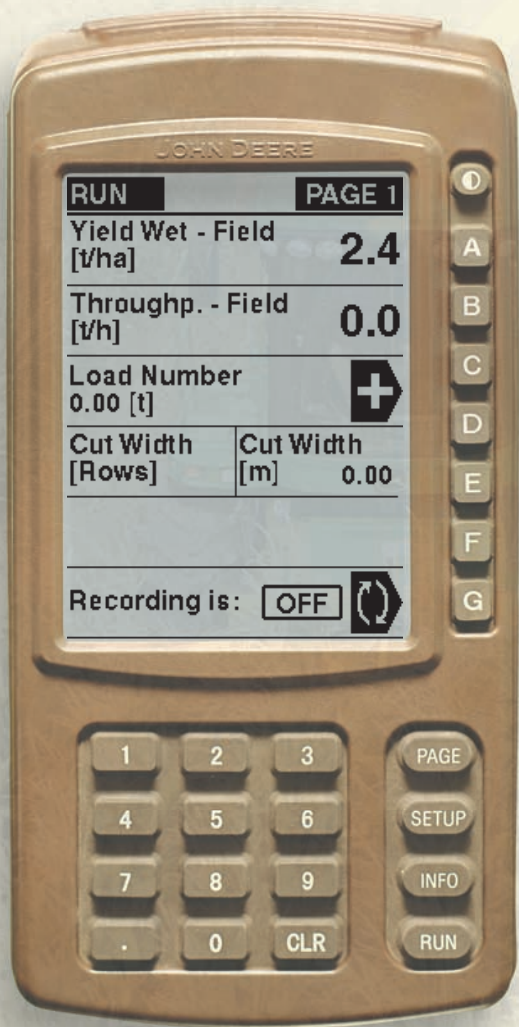 JOHN DEERE
RUN PAGE 1
Yield Wet - Field
[t/ha] 2.4
Throughp. - Field
[t/h] 0.0
Load Number
0.00 [t]
Cut Width Cut Width
[Rows] [m] 0.00
Recording is: OFF
A
B
C
D
E
F
G
1 2 3 PAGE
4 5 6 SETUP
7 8 9 INFO
. 0 CLR RUN